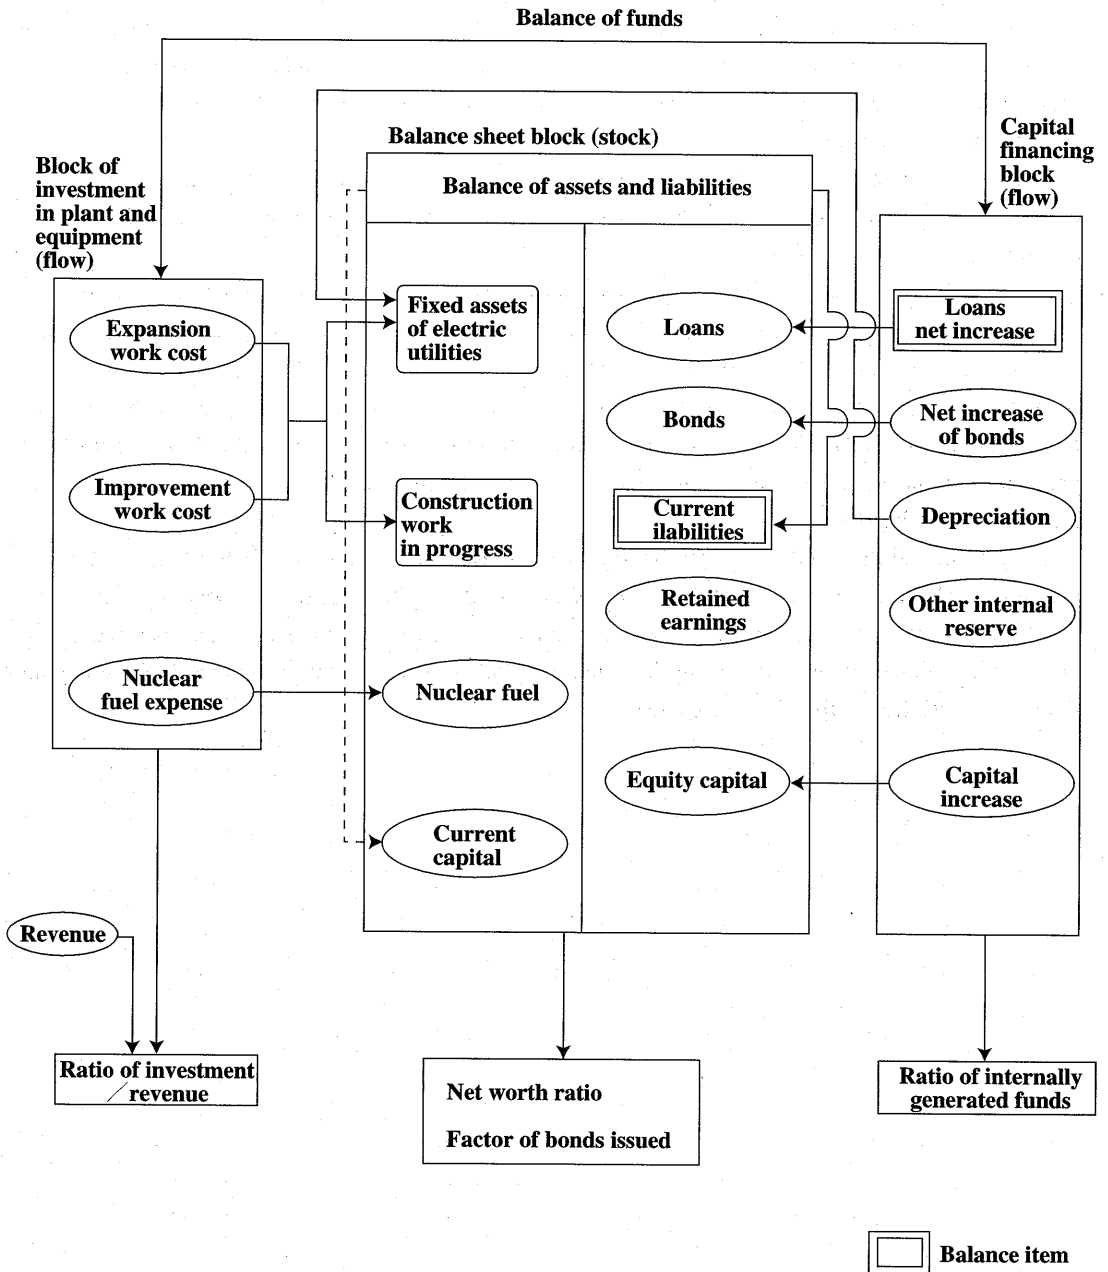 Balance of funds
Balance sheet block (stock)
Capital
financing
block
(flow)
Block of
investment
in plant and
equipment
(flow)
Balance of assets and liabilities
Expansion
work cost
Improvement
work cost
Nuclear
fuel expense
Fixed assets
of electric
utilities
Construction
work
in progress
Nuclear fuel
Current
capital
Loans
Bonds
Current
ilabilities
Retained
earnings
Equity capital
Loans
net increase
Net increase
of bonds
Depreciation
Other internal
reserve
Capital
increase
Revenue
Ratio of investment
/ revenue
Net worth ratio
Factor of bonds issued
Ratio of internally
generated funds
Balance item